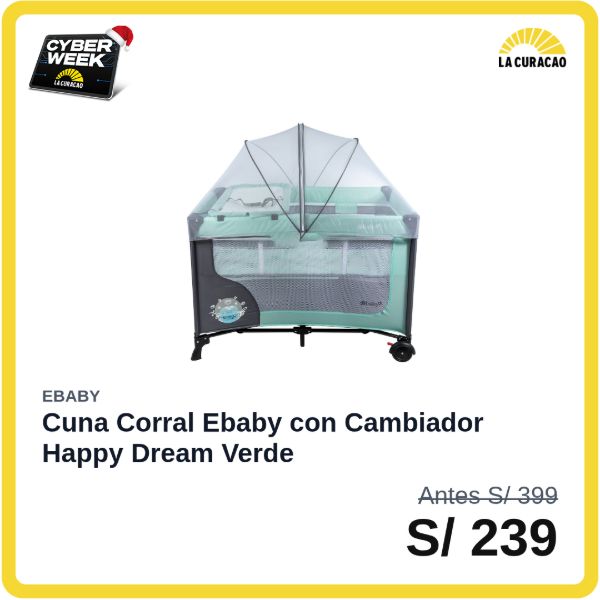 CYBER
WEEK
LA CURACAO
LA CURACAO
EBABY
Cuna Corral Ebaby con Cambiador
Happy Dream Verde
Antes S/ 399
S/ 239